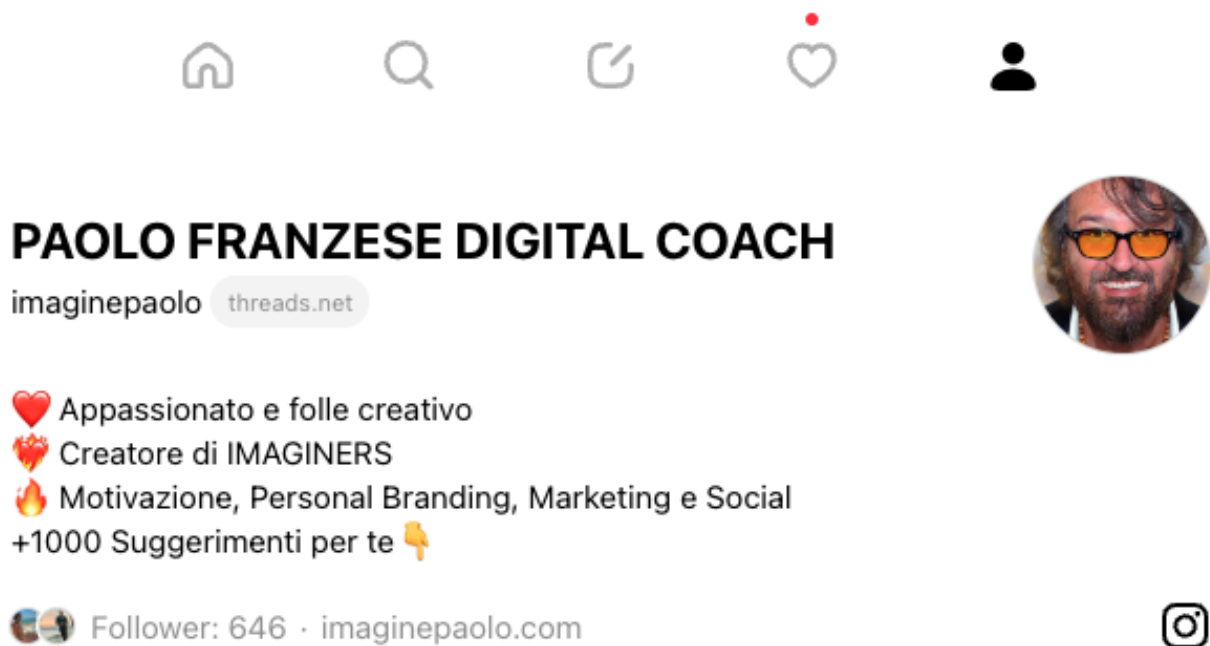 PAOLO FRANZESE DIGITAL COACH
imaginepaolo threads.net
❤️ Appassionato e folle creativo
❤️‍🔥 Creatore di IMAGINERS
🔥 Motivazione, Personal Branding, Marketing e Social
+1000 Suggerimenti per te👇
Follower: 646 · imaginepaolo.com